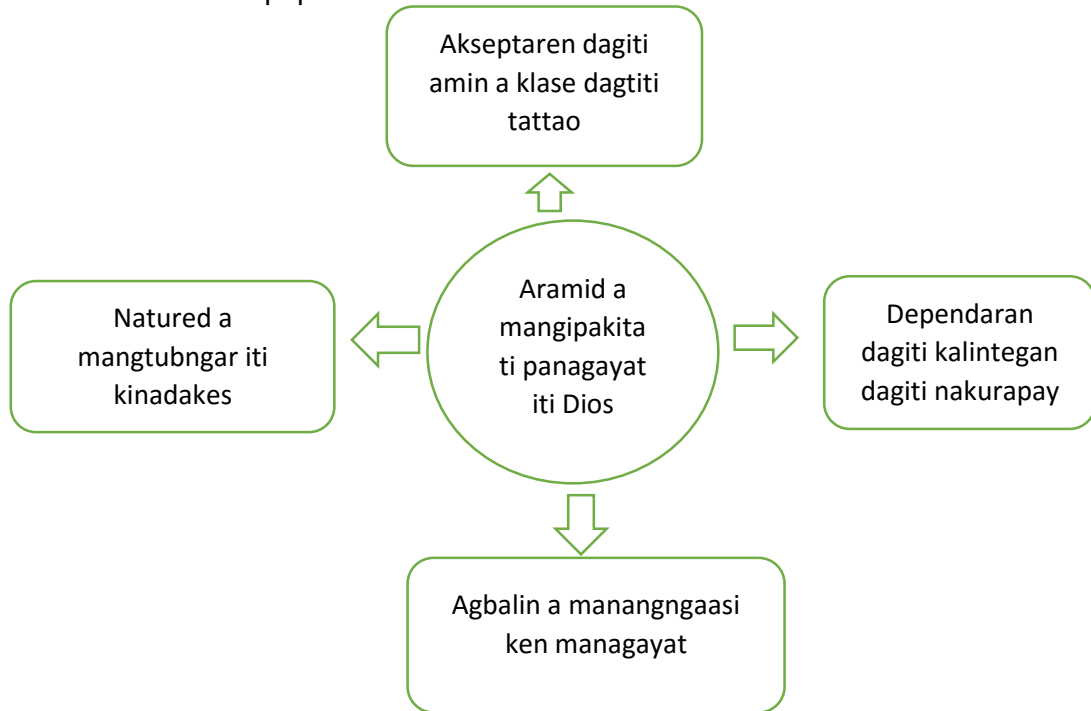 Akseptaren dagiti
amin a klase dagtiti
tattao
Natured a
mangtubngar iti
kinadakes
Aramid a
mangipakita
ti panagayat
iti Dios
Dependaran
dagiti kalintegan
dagiti nakurapay
Agbalin a manangngaasi
ken managayat